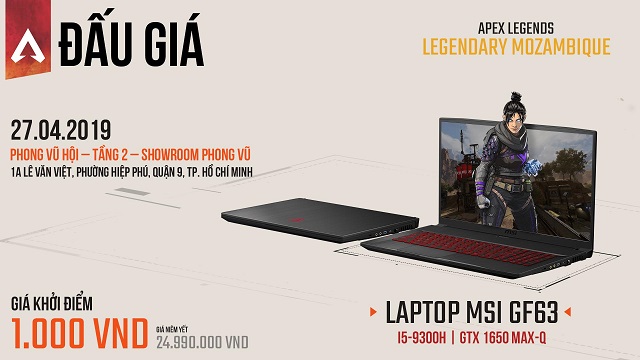 ĐẤU GIÁ
APEX LEGENDS
LEGENDARY MOZAMBIQUE
27.04.2019
PHONG VŨ HỘI – TẦNG 2 – SHOWROOM PHONG VŨ
1A LÊ VĂN VIỆT, PHƯỜNG HIỆP PHÚ, QUẬN 9, TP. HỒ CHÍ MINH
GIÁ KHỞI ĐIỂM
1.000 VND
GIÁ NIÊM YẾT
24.990.000 VND
LAPTOP MSI GF63
I5-9300H | GTX 1650 MAX-Q